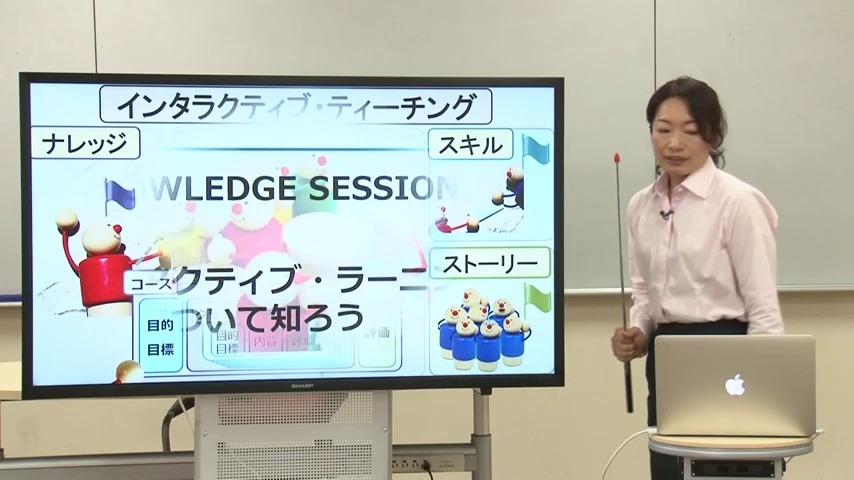 インタラクティブ・ティーチング
ナレッジ
スキル
WLEDGE SESSION
ストーリー
コース
クティブ・ラーニ
ついて知ろう
目的
目標
目的
目標
内容
評価
評価
SHARP